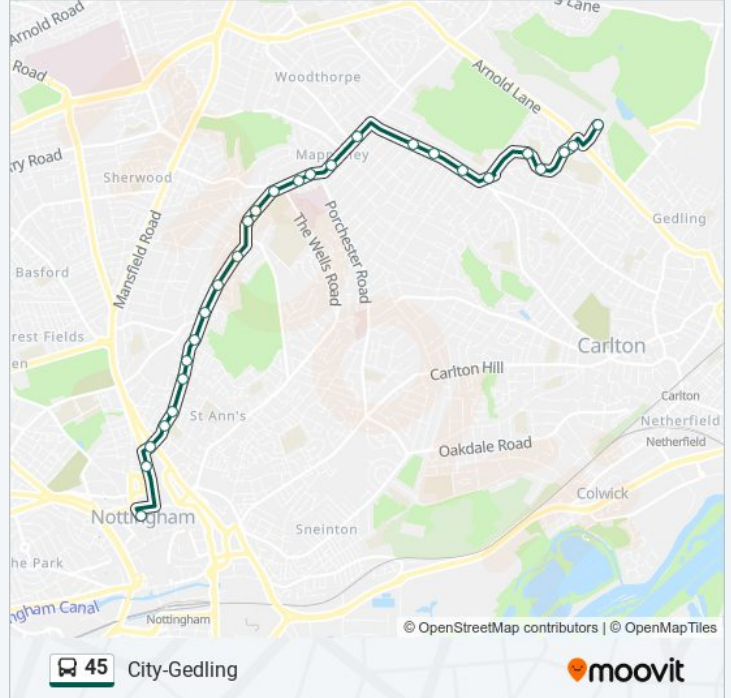 Arnold Road
g Lane
Road
Woodthorpe
Arnold Lane
ry Road
Mapperley
Sherwood
Gedling
Porchester Road
The Wells Road
Mansfield Road
Basford
rest Fields
en
Carlton
Carlton Hill
Carlton
St Ann's
Netherfield
Oakdale Road
Netherfield
Colwick
Nottingham
Sneinton
he Park
ngham Canal
Nottingham
© OpenStreetMap contributors | © OpenMapTiles
45 City-Gedling
moovit